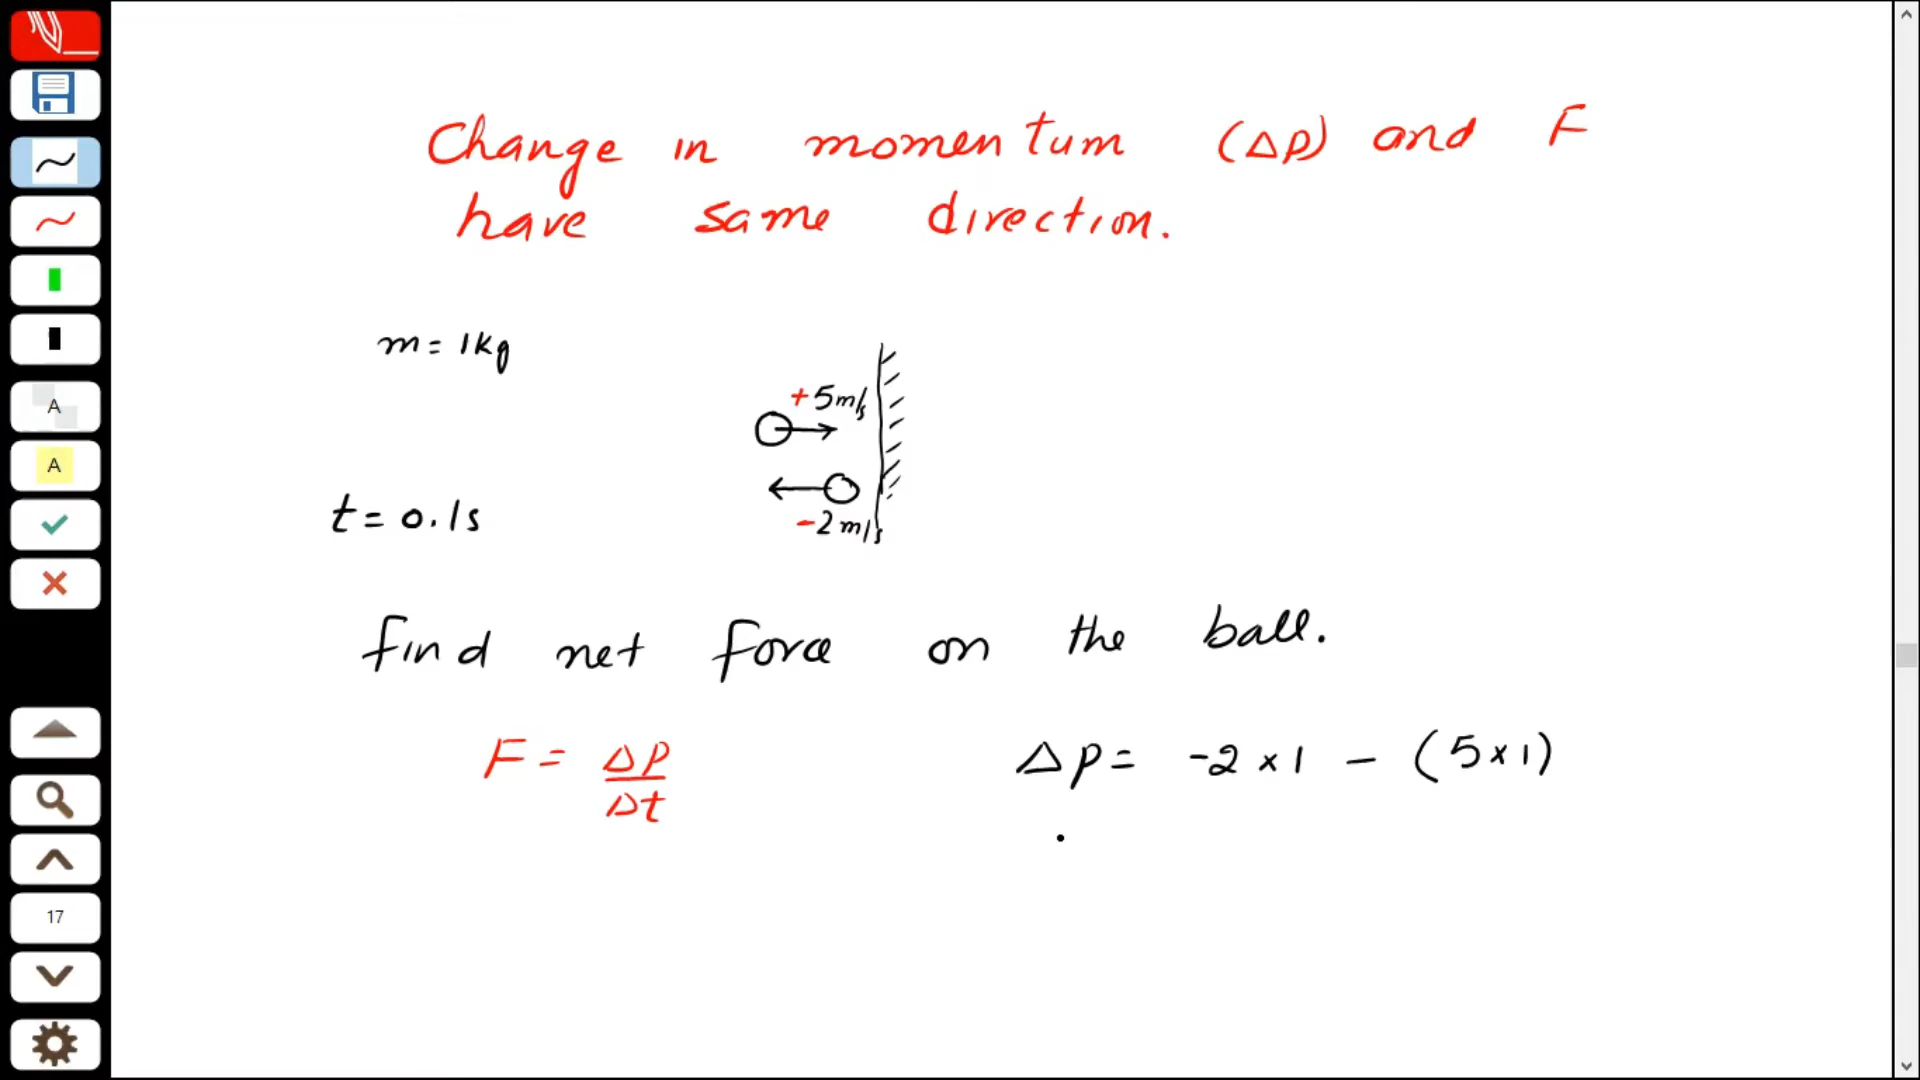 Change in momentum (ΔP) and F
have same direction.
m = 1kg
+5m/s
-2m/s
t = 0.1s
find net force on the ball.
F = ΔP/Δt
Δp = -2 × 1 - (5 × 1)
A
A
17